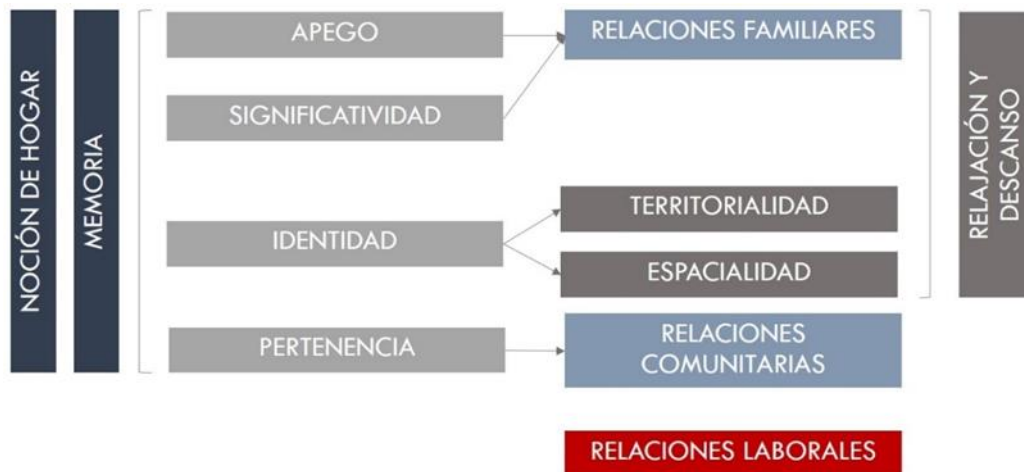 NOCIÓN DE HOGAR
MEMORIA
APEGO
SIGNIFICATIVIDAD
IDENTIDAD
PERTENENCIA
RELACIONES FAMILIARES
TERRITORIALIDAD
ESPACIALIDAD
RELACIONES
COMUNITARIAS
RELACIONES LABORALES
RELAJACIÓN Y
DESCANSO